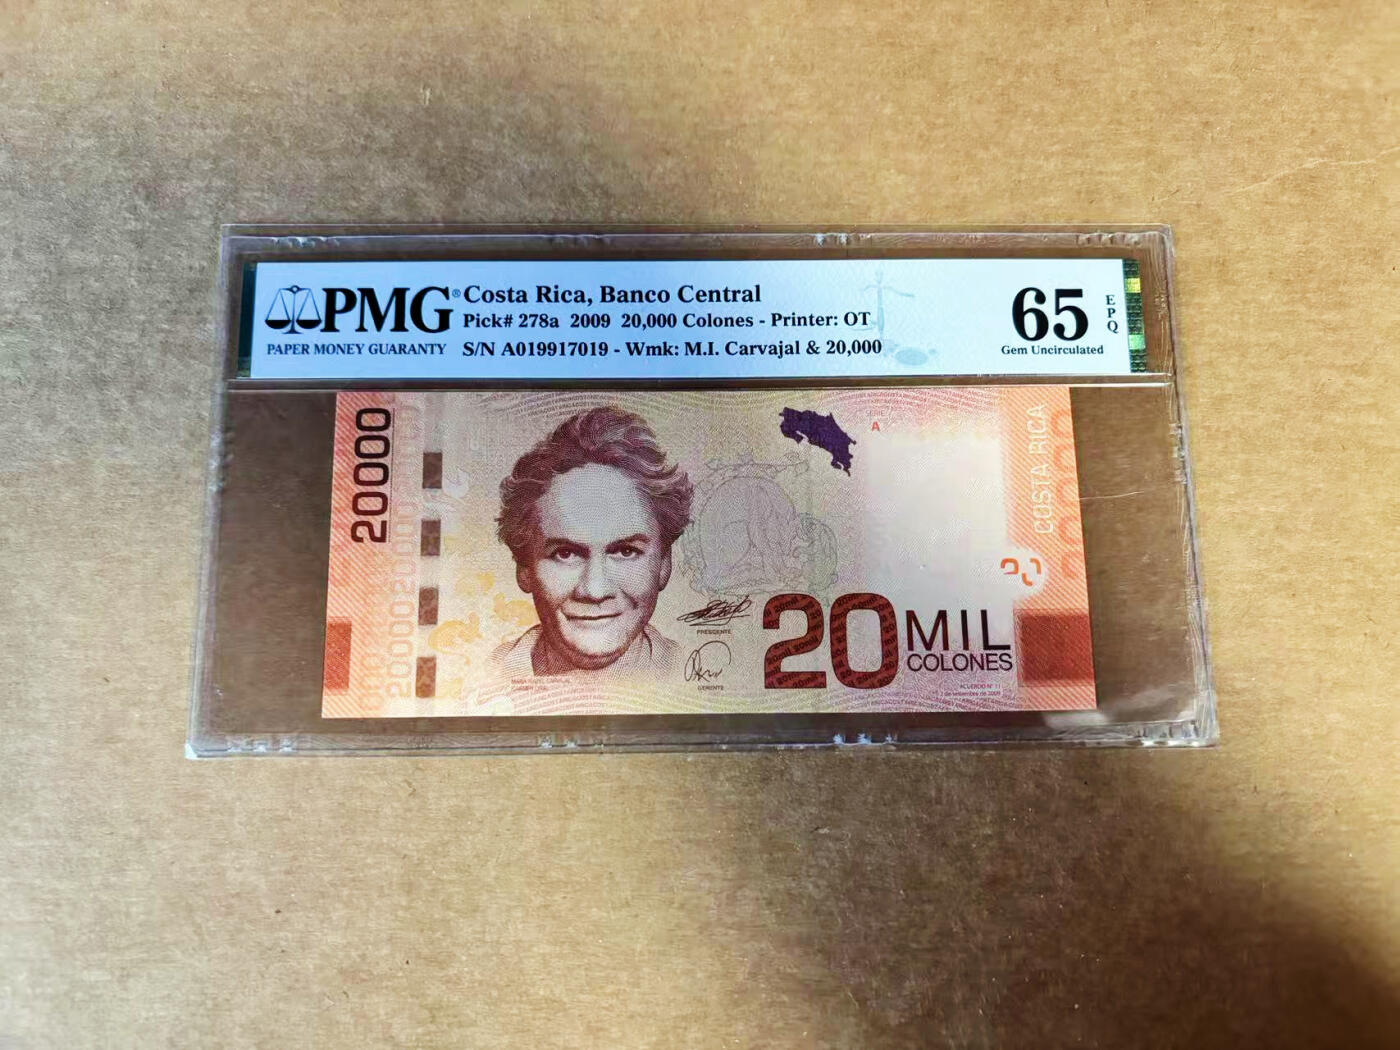 PMG®
PAPER MONEY GUARANTY
Costa Rica, Banco Central
Pick# 278a 2009 20,000 Colones - Printer: OT
S/N A019917019 - Wmk: M.I. Carvajal & 20,000
65
EPQ
Gem Uncirculated
20000
SERIE
A
COSTA RICA
PRESIDENTE
GERENTE
20 MIL
COLONES